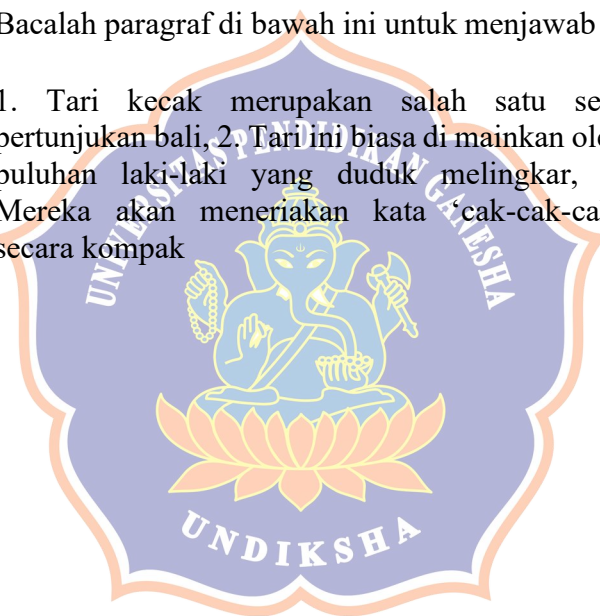 Bacalah paragraf di bawah ini untuk menjawab
1. Tari kecak merupakan salah satu se
pertunjukan bali, 2. Tari ini biasa di mainkan ole
puluhan laki-laki yang duduk melingkar,
Mereka akan meneriakan kata ‘cak-cak-ca
secara kompak
UNIVERSITAS PENDIDIKAN GANESHA
UNDIKSHA